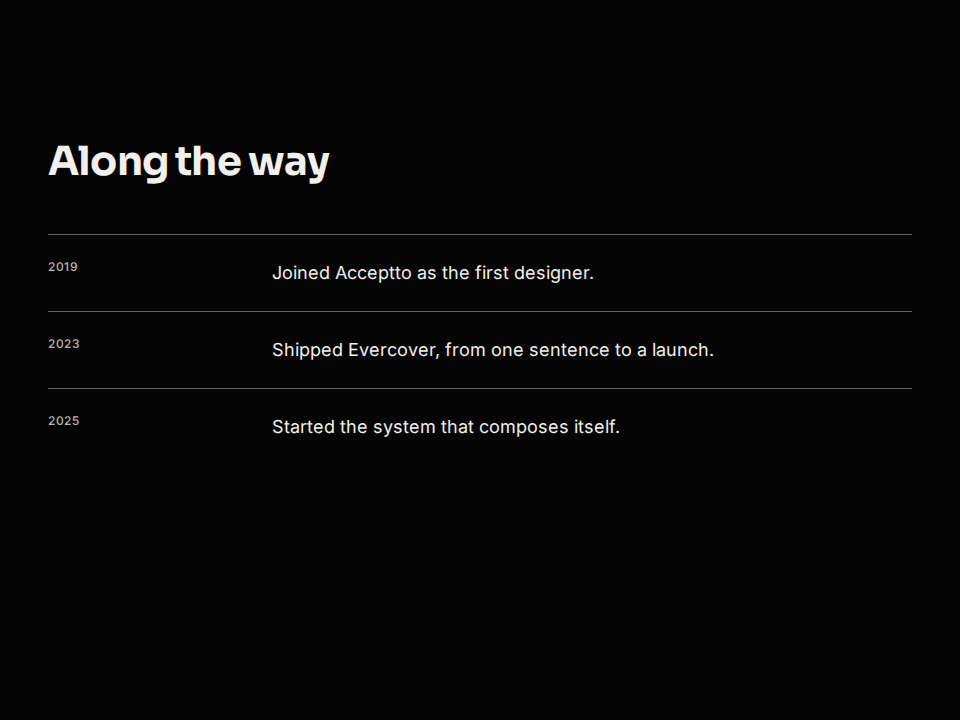 Along the way
2019
Joined Acceptto as the first designer.
2023
Shipped Evercover, from one sentence to a launch.
2025
Started the system that composes itself.